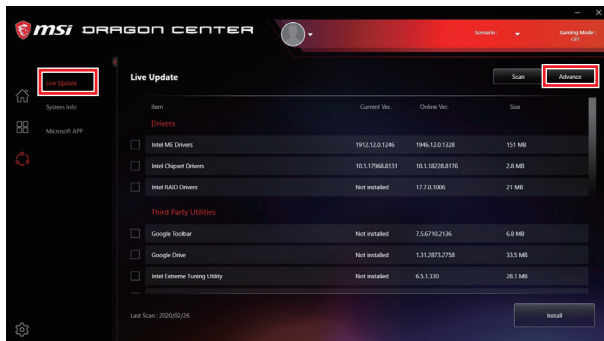 msi DRAGON CENTER
Scenario :
Gaming Mode :
OFF
Live Update
System Info
Microsoft APP
Live Update
Scan
Advance
Item Current Ver. Online Ver. Size
Drivers
Intel ME Drivers 1912.12.0.1246 1946.12.0.1328 151 MB
Intel Chipset Drivers 10.1.17968.8131 10.1.18228.8176 2.8 MB
Intel RAID Drivers Not installed 17.7.0.1006 21 MB
Third Party Utilities
Google Toolbar Not installed 7.5.6710.2136 6.8 MB
Google Drive Not installed 1.31.2873.2758 33.5 MB
Intel Extreme Tuning Utility Not installed 6.5.1.330 28.1 MB
Last Scan : 2020/02/26
Install